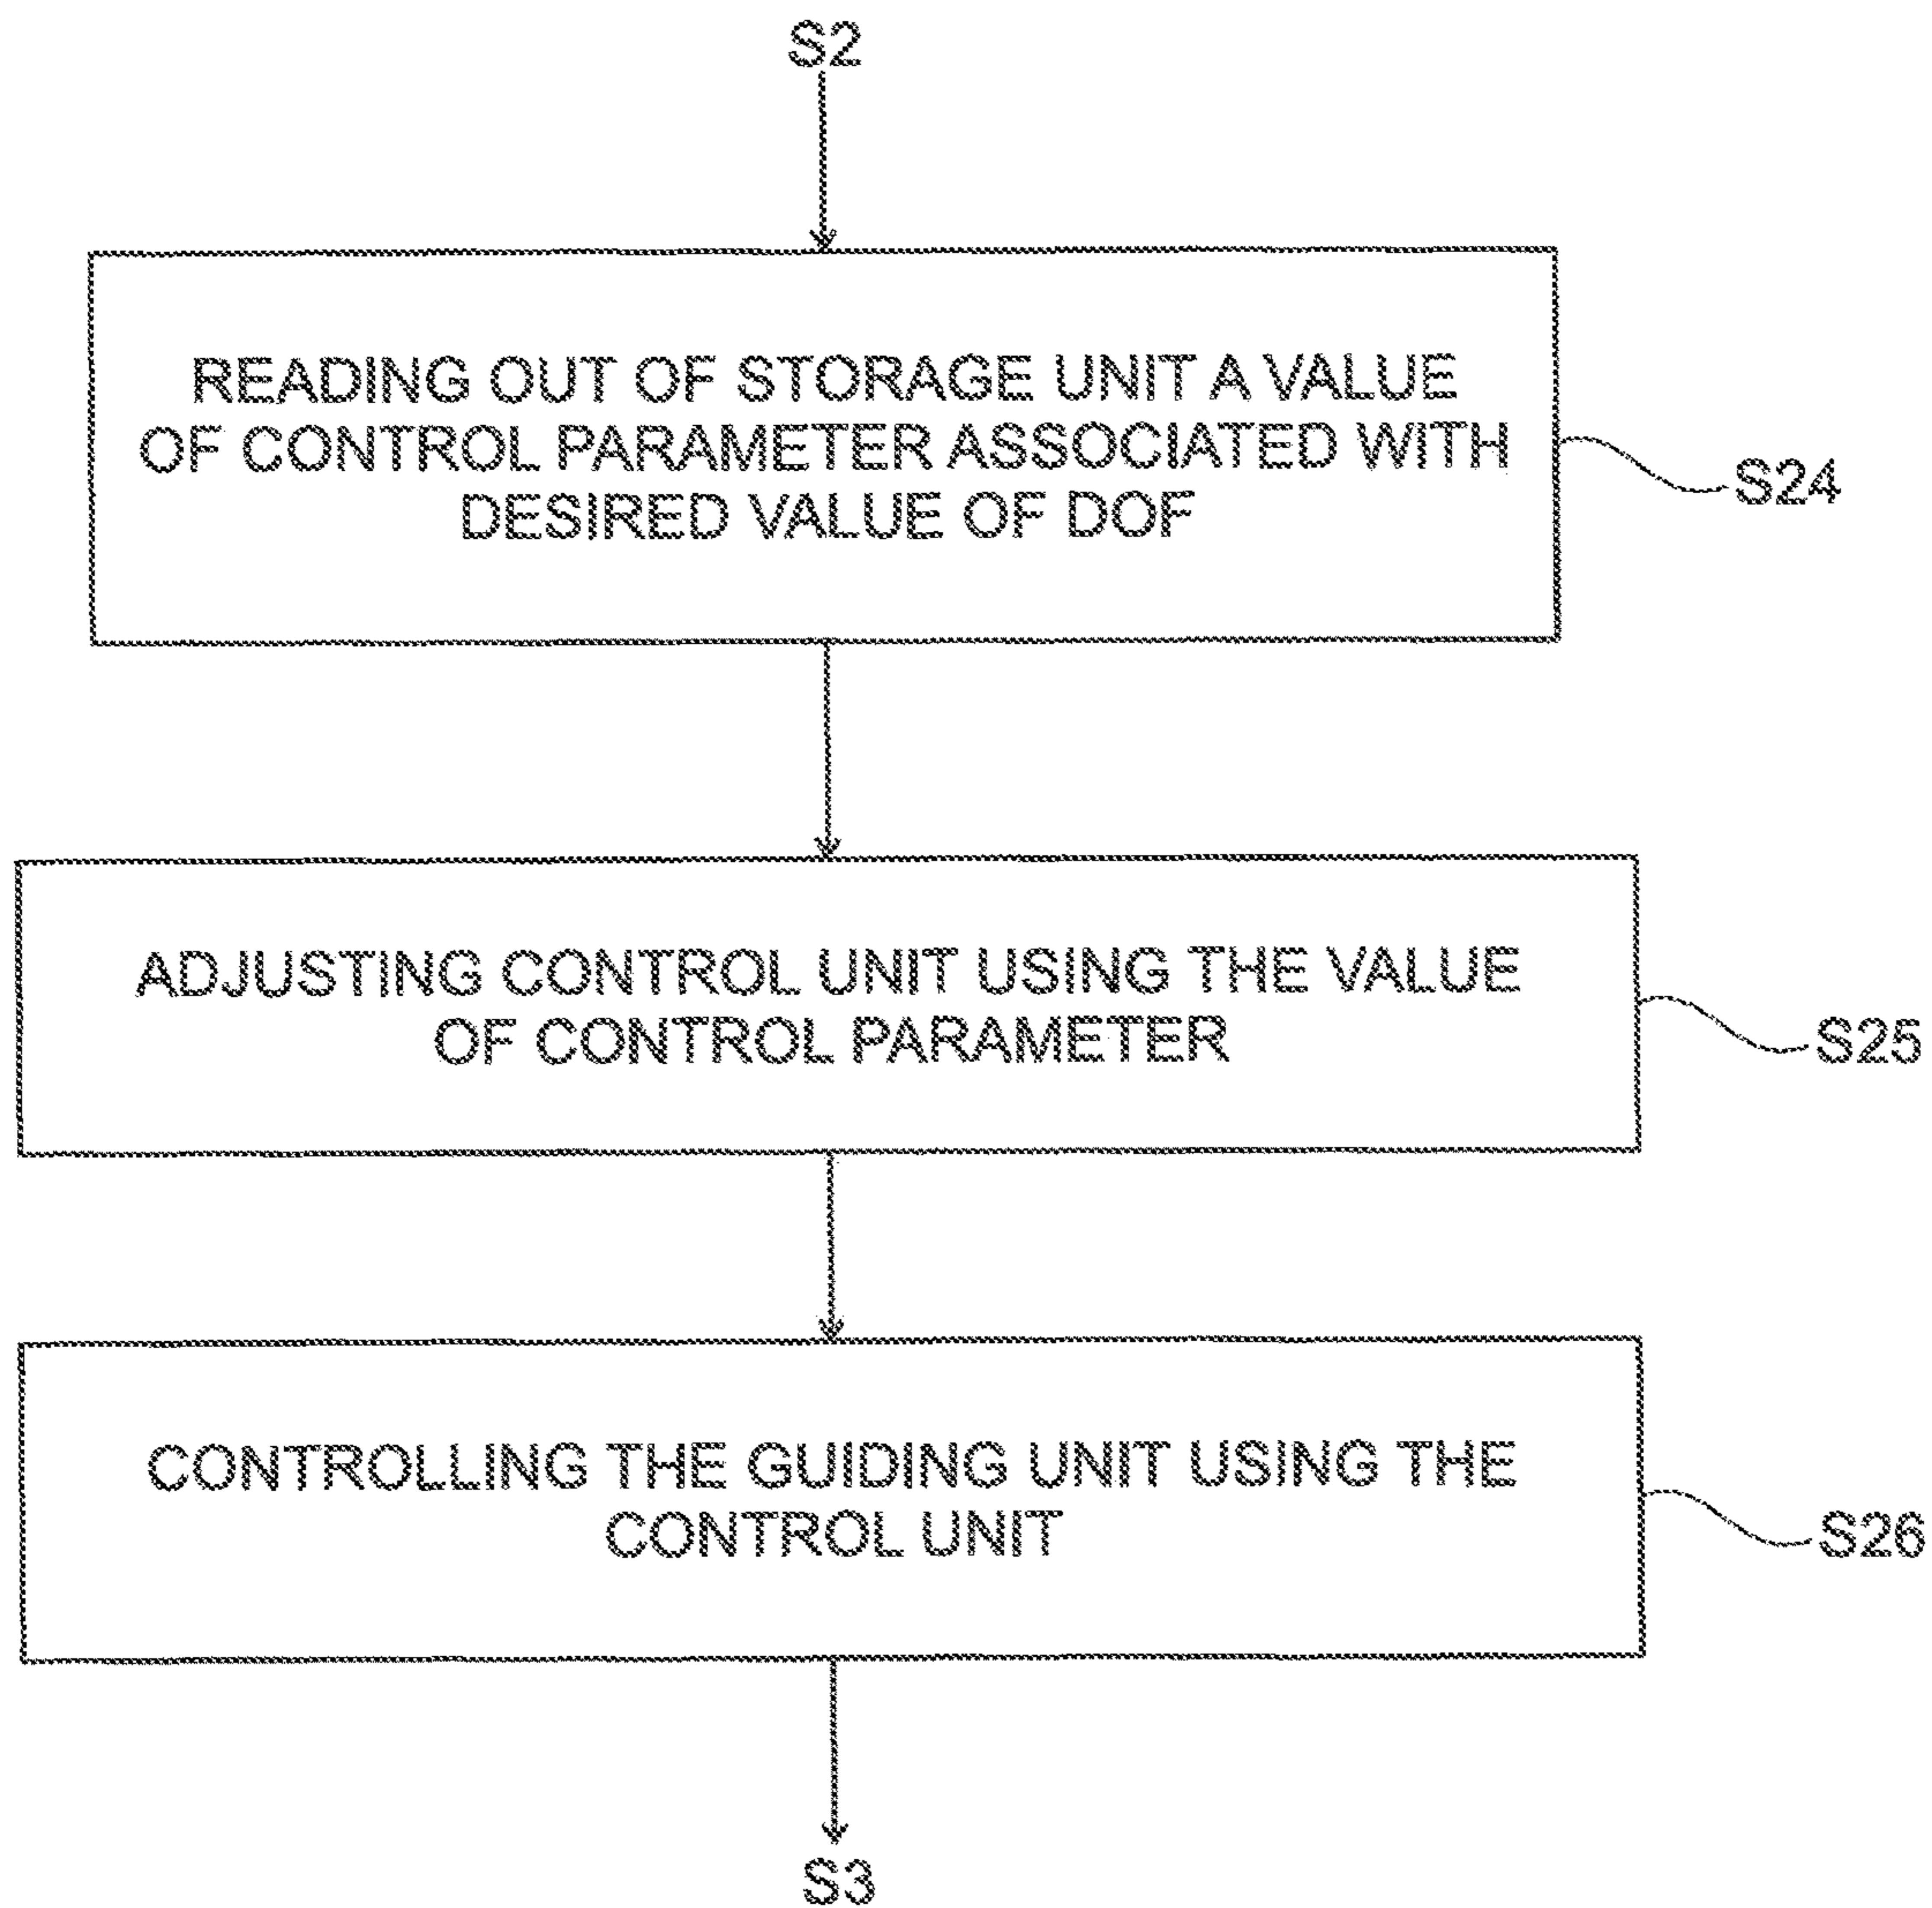 S2
READING OUT OF STORAGE UNIT A VALUE
OF CONTROL PARAMETER ASSOCIATED WITH
DESIRED VALUE OF DOF
S24
ADJUSTING CONTROL UNIT USING THE VALUE
OF CONTROL PARAMETER
S25
CONTROLLING THE GUIDING UNIT USING THE
CONTROL UNIT
S26
S3